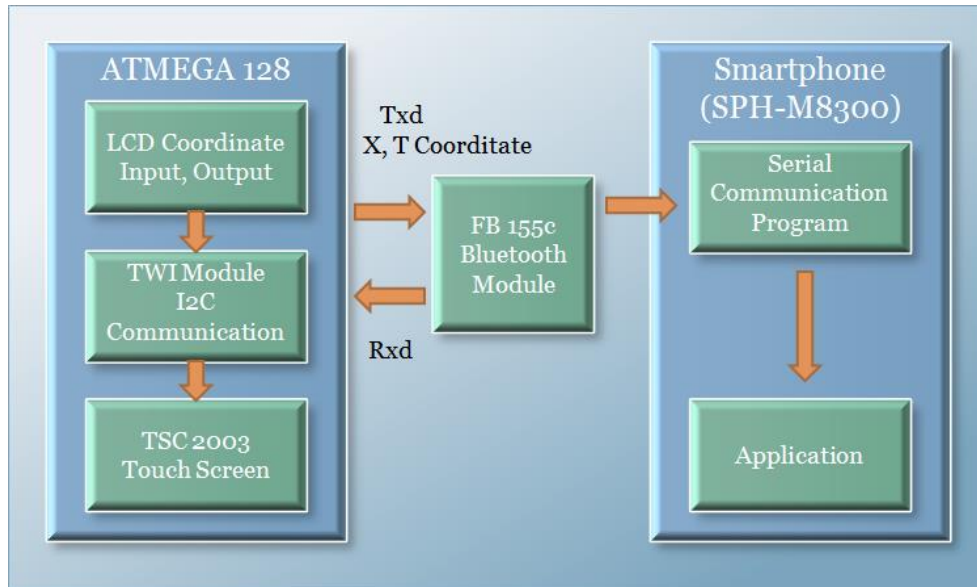 ATMEGA 128
LCD Coordinate
Input, Output
TWI Module
I2C
Communication
TSC 2003
Touch Screen
Txd
X, T Coorditate
FB 155c
Bluetooth
Module
Rxd
Smartphone
(SPH-M8300)
Serial
Communication
Program
Application